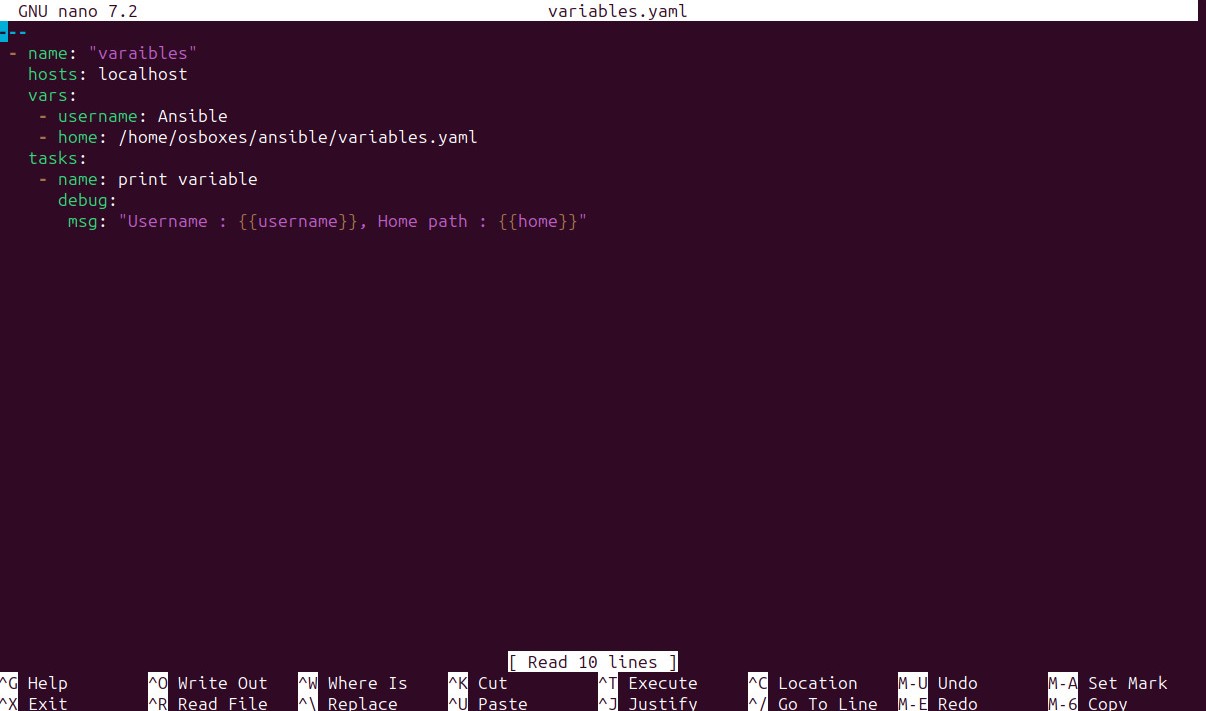 GNU nano 7.2 variables.yaml
---
- name: "varaibles"
  hosts: localhost
  vars:
   - username: Ansible
   - home: /home/osboxes/ansible/variables.yaml
  tasks:
   - name: print variable
     debug:
      msg: "Username : {{username}}, Home path : {{home}}"
[ Read 10 lines ]
^G Help ^O Write Out ^W Where Is ^K Cut ^T Execute ^C Location M-U Undo M-A Set Mark
^X Exit ^R Read File ^\ Replace ^U Paste ^J Justify ^/ Go To Line M-E Redo M-6 Copy